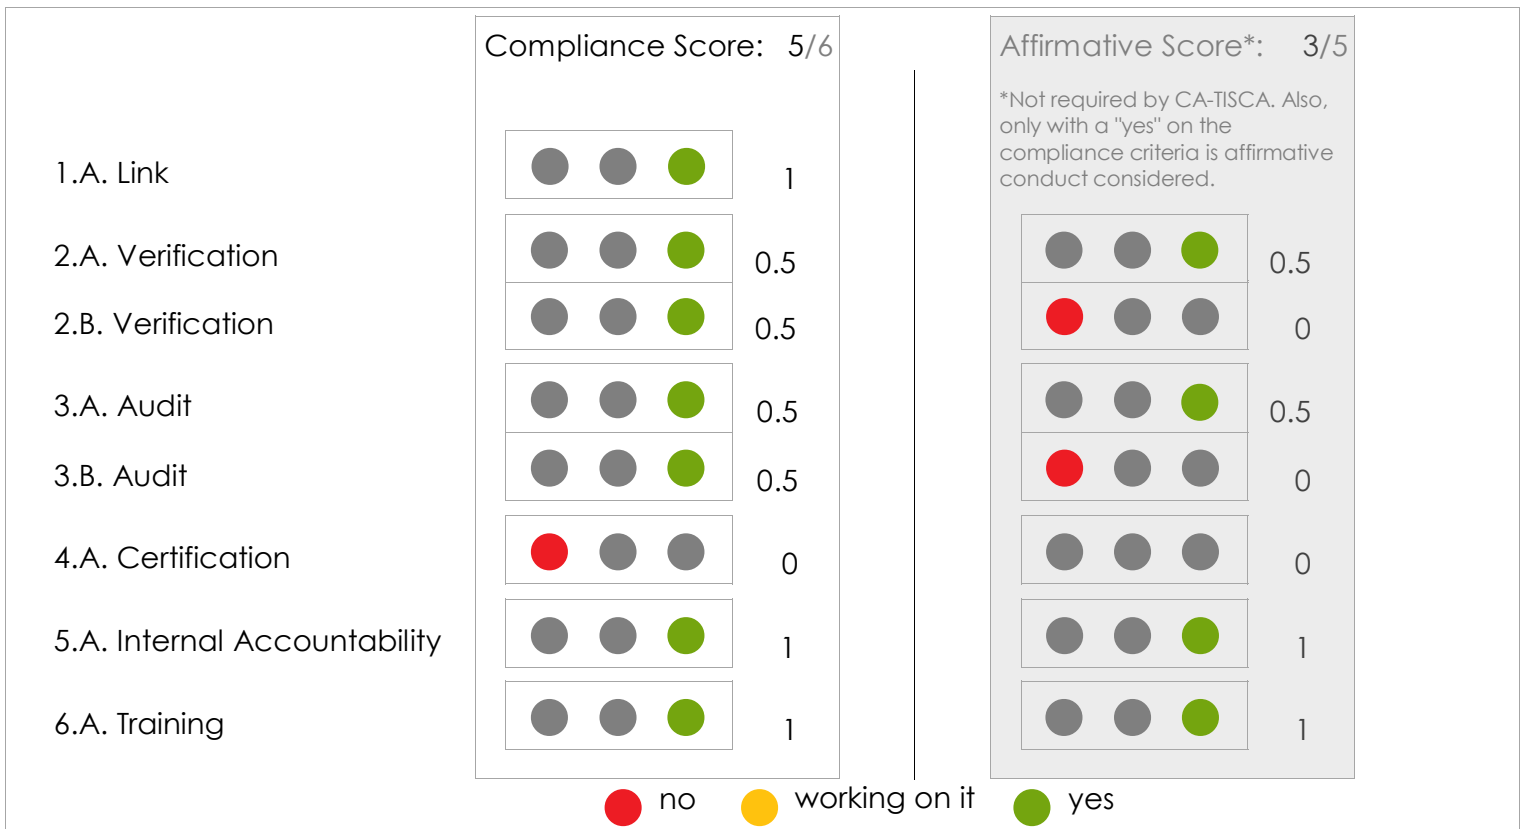 Compliance Score: 5/6
Affirmative Score*: 3/5
*Not required by CA-TISCA. Also,
only with a "yes" on the
compliance criteria is affirmative
conduct considered.
1.A. Link 1
2.A. Verification 0.5 0.5
2.B. Verification 0.5 0
3.A. Audit 0.5 0.5
3.B. Audit 0.5 0
4.A. Certification 0 0
5.A. Internal Accountability 1 1
6.A. Training 1 1
no working on it yes